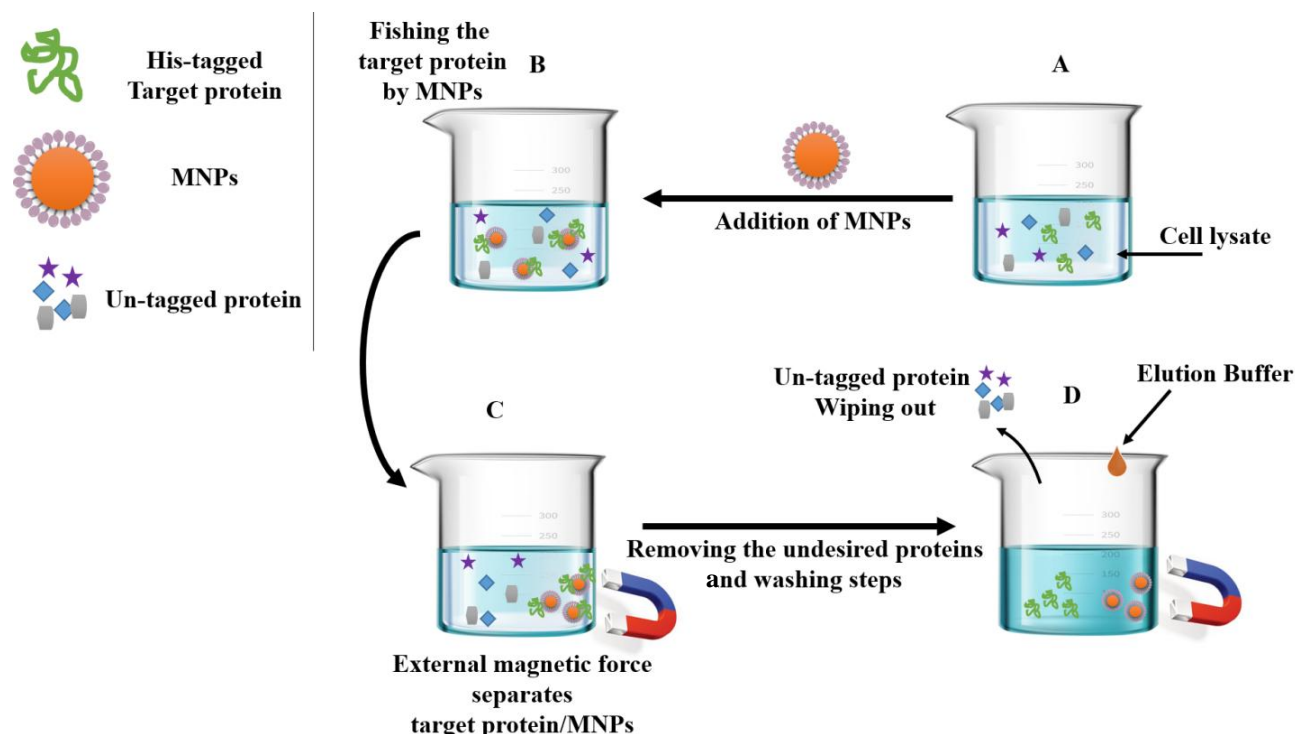 His-tagged
Target protein
MNPs
Un-tagged protein
Fishing the
target protein
by MNPs
B
300
250
A
300
250
Addition of MNPs
Cell lysate
C
300
250
External magnetic force
separates
target protein/MNPs
Removing the undesired proteins
and washing steps
Un-tagged protein
Wiping out
D
Elution Buffer
300
250
200
150